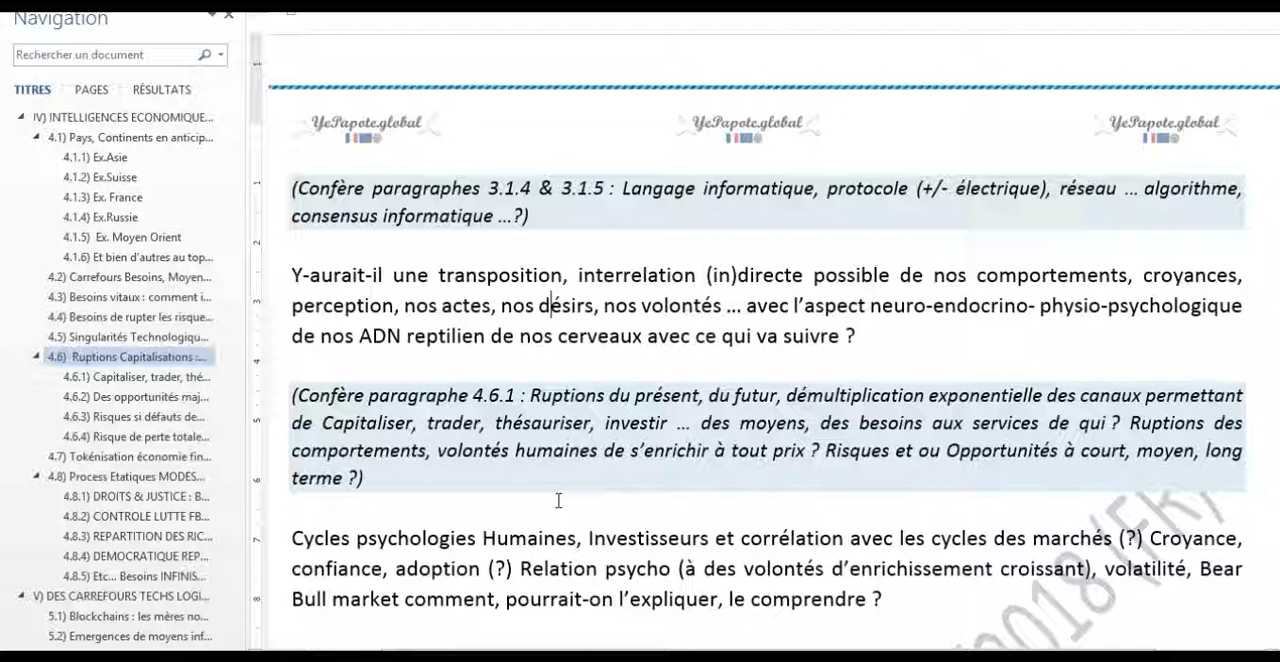 Navigation
Rechercher un document
TITRES PAGES RÉSULTATS
IV) INTELLIGENCES ECONOMIQUE...
4.1) Pays, Continents en anticip...
4.1.1) Ex.Asie
4.1.2) Ex.Suisse
4.1.3) Ex. France
4.1.4) Ex.Russie
4.1.5) Ex. Moyen Orient
4.1.6) Et bien d'autres au top...
4.2) Carrefours Besoins, Moyen...
4.3) Besoins vitaux : comment i...
4.4) Besoins de rupter les risque...
4.5) Singularités Technologiqu...
4.6) Ruptions Capitalisations :...
4.6.1) Capitaliser, trader, thé...
4.6.2) Des opportunités maj...
4.6.3) Risques si défauts de...
4.6.4) Risque de perte totale...
4.7) Tokénisation économie fin...
4.8) Process Etatiques MODES...
4.8.1) DROITS & JUSTICE : B...
4.8.2) CONTROLE LUTTE FB...
4.8.3) REPARTITION DES RIC...
4.8.4) DEMOCRATIQUE REP...
4.8.5) Etc... Besoins INFINIS...
V) DES CARREFOURS TECHS LOGI...
5.1) Blockchains : les mères no...
5.2) Emergences de moyens inf...
YePapote.global YePapote.global YePapote.global
(Confère paragraphes 3.1.4 & 3.1.5 : Langage informatique, protocole (+/- électrique), réseau ... algorithme,
consensus informatique ...?)
Y-aurait-il une transposition, interrelation (in)directe possible de nos comportements, croyances,
perception, nos actes, nos désirs, nos volontés ... avec l'aspect neuro-endocrino- physio-psychologique
de nos ADN reptilien de nos cerveaux avec ce qui va suivre ?
(Confère paragraphe 4.6.1 : Ruptions du présent, du futur, démultiplication exponentielle des canaux permettant
de Capitaliser, trader, thésauriser, investir ... des moyens, des besoins aux services de qui ? Ruptions des
comportements, volontés humaines de s'enrichir à tout prix ? Risques et ou Opportunités à court, moyen, long
terme ?)
Cycles psychologies Humaines, Investisseurs et corrélation avec les cycles des marchés (?) Croyance,
confiance, adoption (?) Relation psycho (à des volontés d'enrichissement croissant), volatilité, Bear
Bull market comment, pourrait-on l'expliquer, le comprendre ?